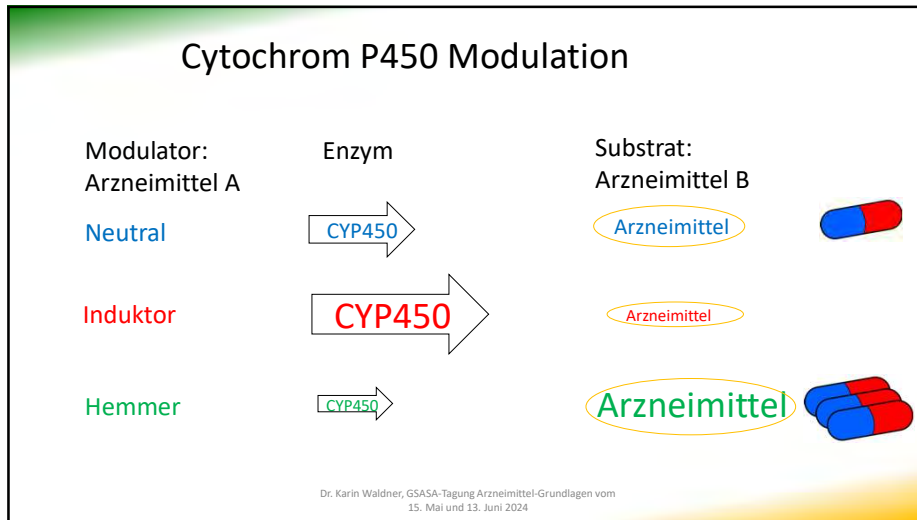 Cytochrom P450 Modulation
Modulator:
Arzneimittel A
Enzym
Substrat:
Arzneimittel B
Neutral
CYP450
Arzneimittel
Induktor
CYP450
Arzneimittel
Hemmer
CYP450
Arzneimittel
Dr. Karin Waldner, GSASA-Tagung Arzneimittel-Grundlagen vom
15. Mai und 13. Juni 2024